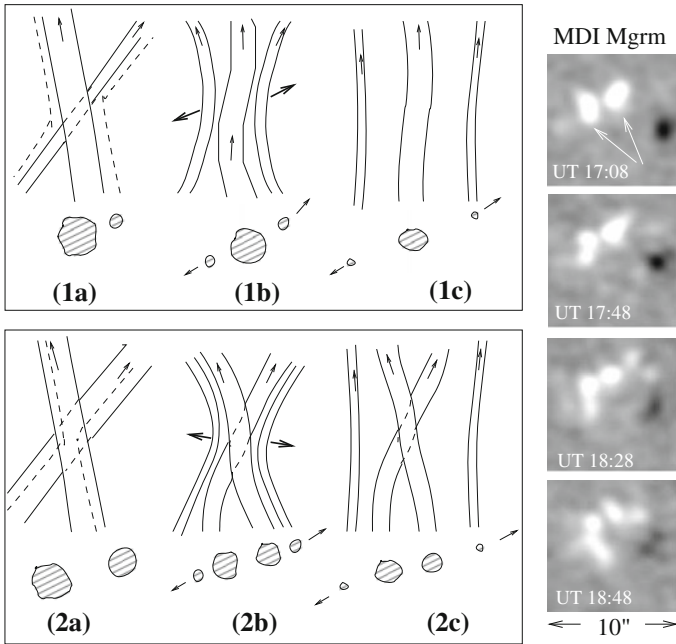 (1a) (1b) (1c)
(2a) (2b) (2c)
MDI Mgrm
UT 17:08
UT 17:48
UT 18:28
UT 18:48
10"